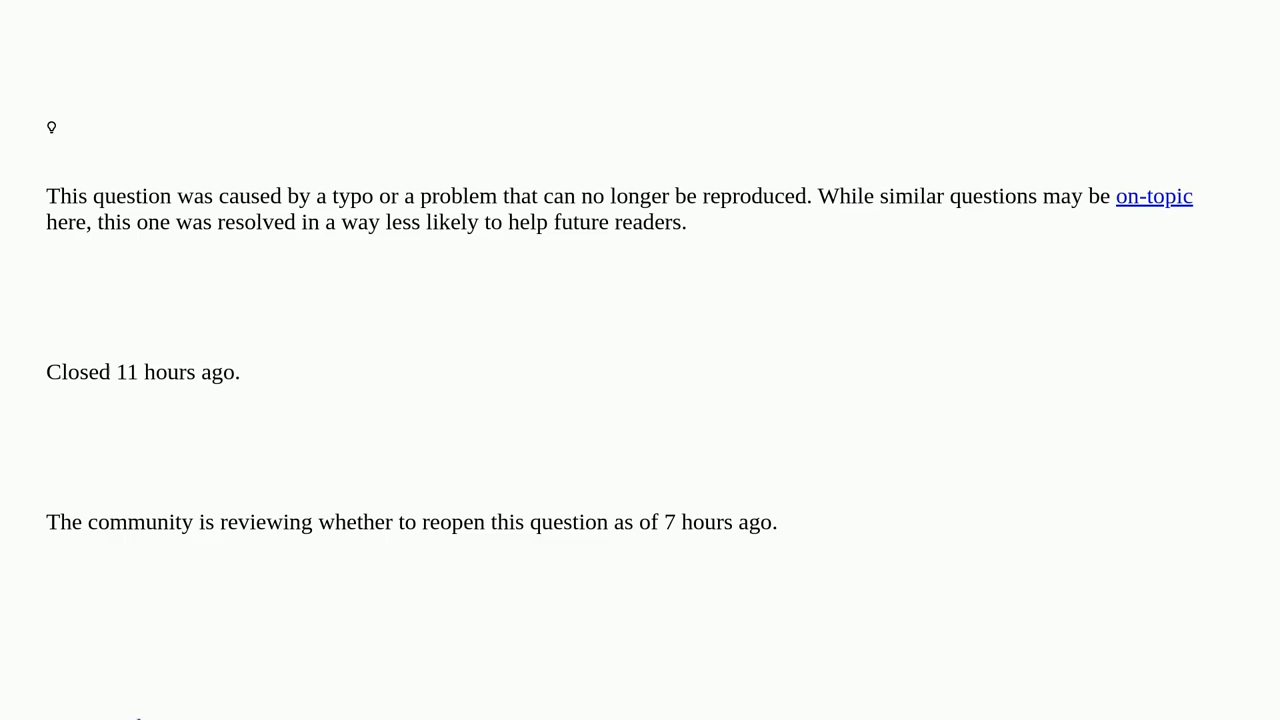 This question was caused by a typo or a problem that can no longer be reproduced. While similar questions may be on-topic
here, this one was resolved in a way less likely to help future readers.
Closed 11 hours ago.
The community is reviewing whether to reopen this question as of 7 hours ago.